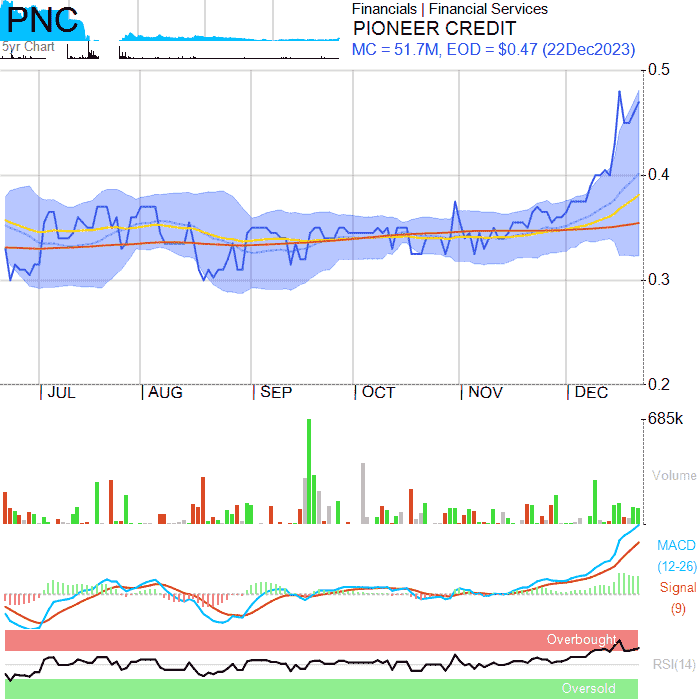 PNC
5yr Chart
Financials | Financial Services
PIONEER CREDIT
MC = 51.7M, EOD = $0.47 (22Dec2023)
0.5
0.4
0.3
0.2
JUL AUG SEP OCT NOV DEC
685k
Volume
MACD
(12-26)
Signal
(9)
Overbought
RSI(14)
Oversold